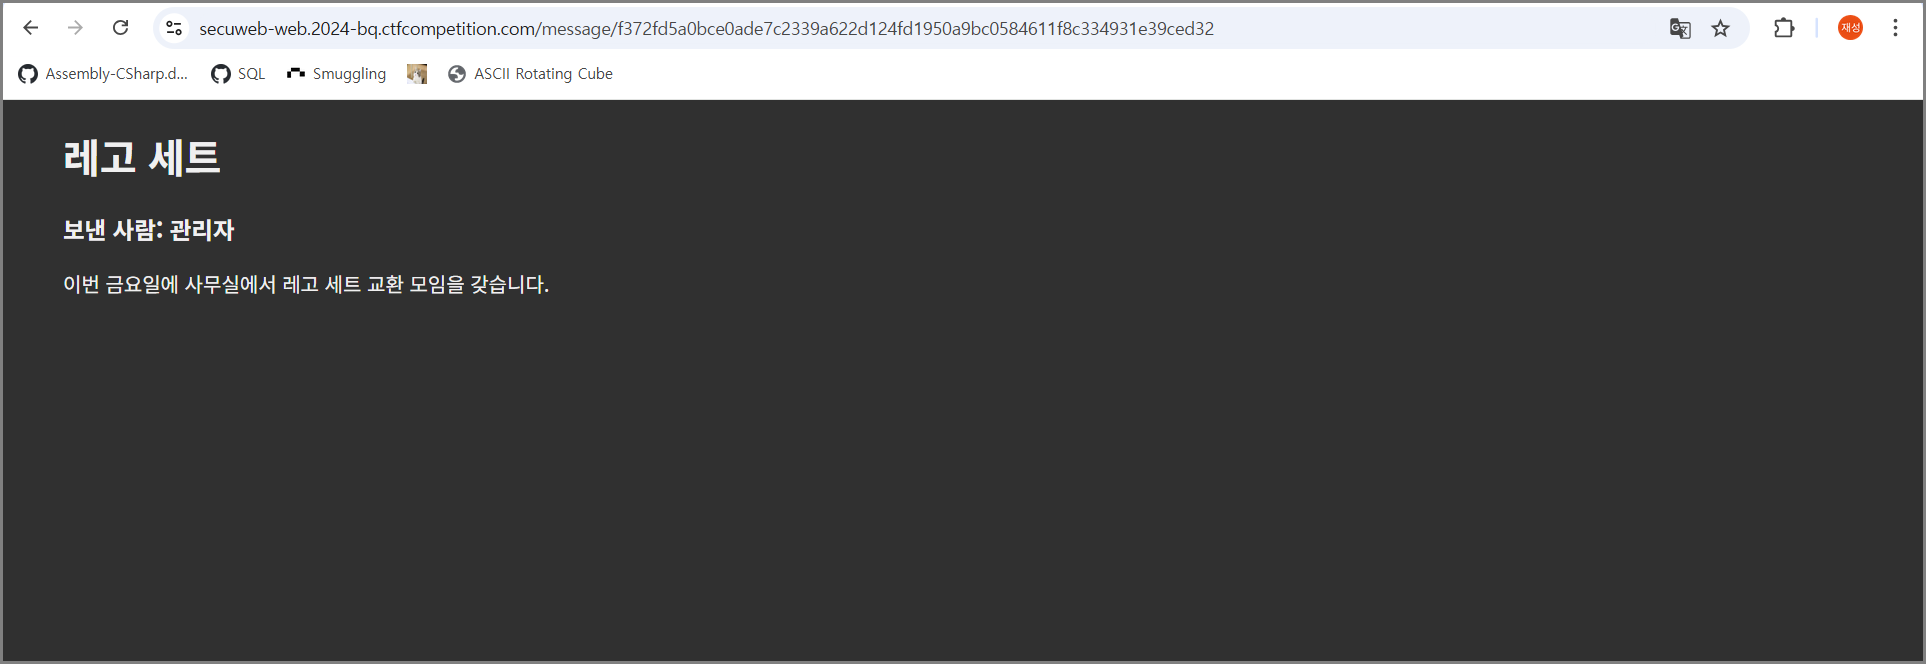 secuweb-web.2024-bq.ctfcompetition.com/message/f372fd5a0bce0ade7c2339a622d124fd1950a9bc0584611f8c334931e39ced32
재성
Assembly-CSharp.d... SQL Smuggling ASCII Rotating Cube
레고 세트
보낸 사람: 관리자
이번 금요일에 사무실에서 레고 세트 교환 모임을 갖습니다.